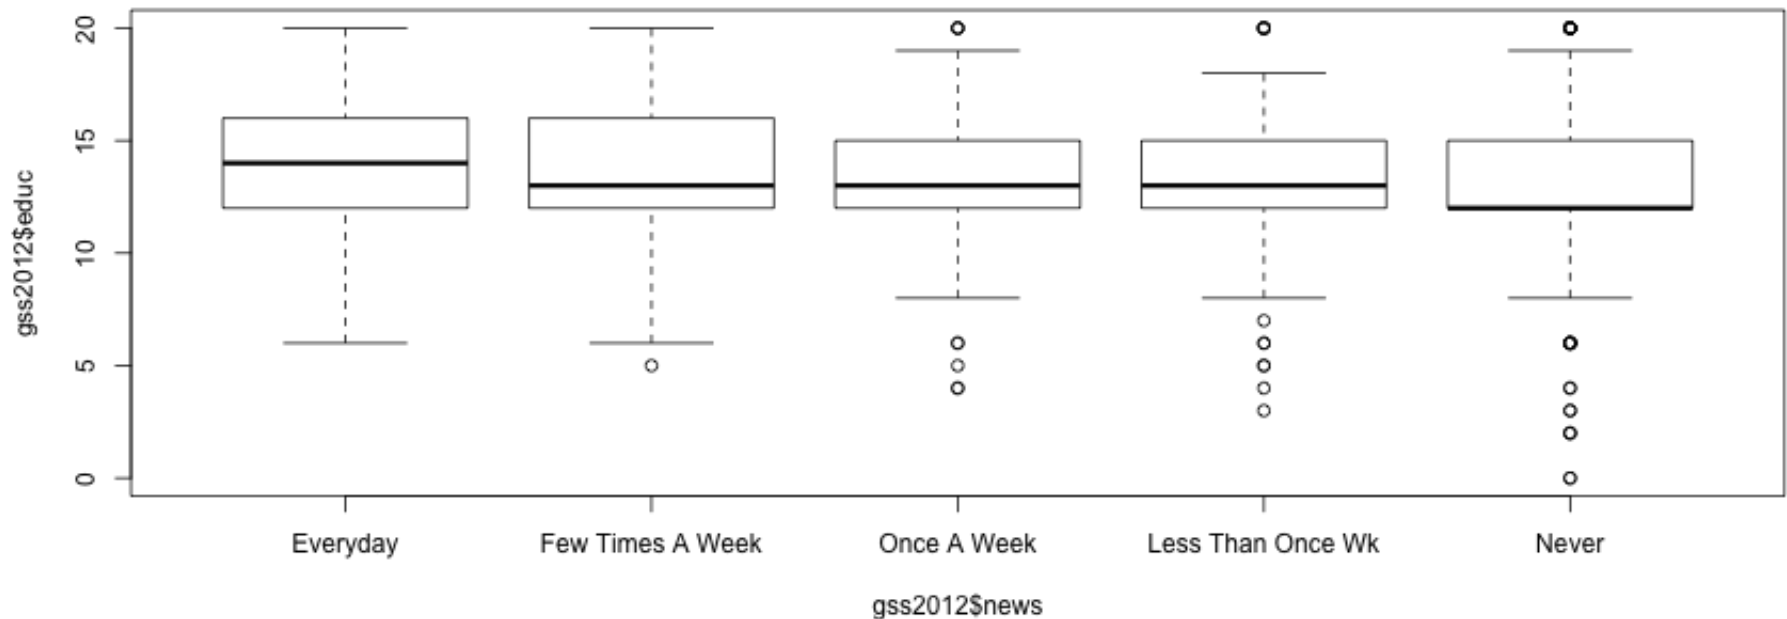 gss2012$educ
20
15
10
5
0
Everyday
Few Times A Week
Once A Week
Less Than Once Wk
Never
gss2012$news